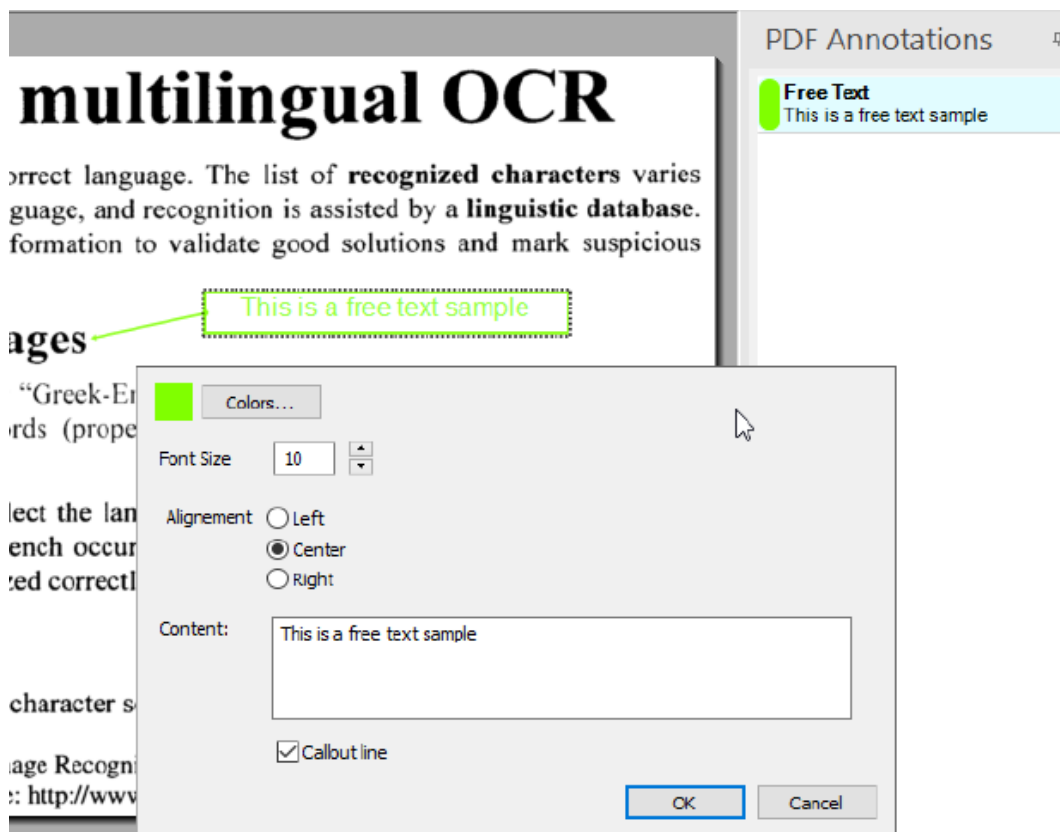 PDF Annotations
Free Text
This is a free text sample
multilingual OCR
orrect language. The list of recognized characters varies
guage, and recognition is assisted by a linguistic database.
formation to validate good solutions and mark suspicious
This is a free text sample
ages
“Greek-En
rds (prope
lect the lan
ench occur
zed correctl
character s
age Recogni
e: http://www
Colors...
Font Size 10
Alignement Left
Center
Right
Content: This is a free text sample
Callout line
OK Cancel